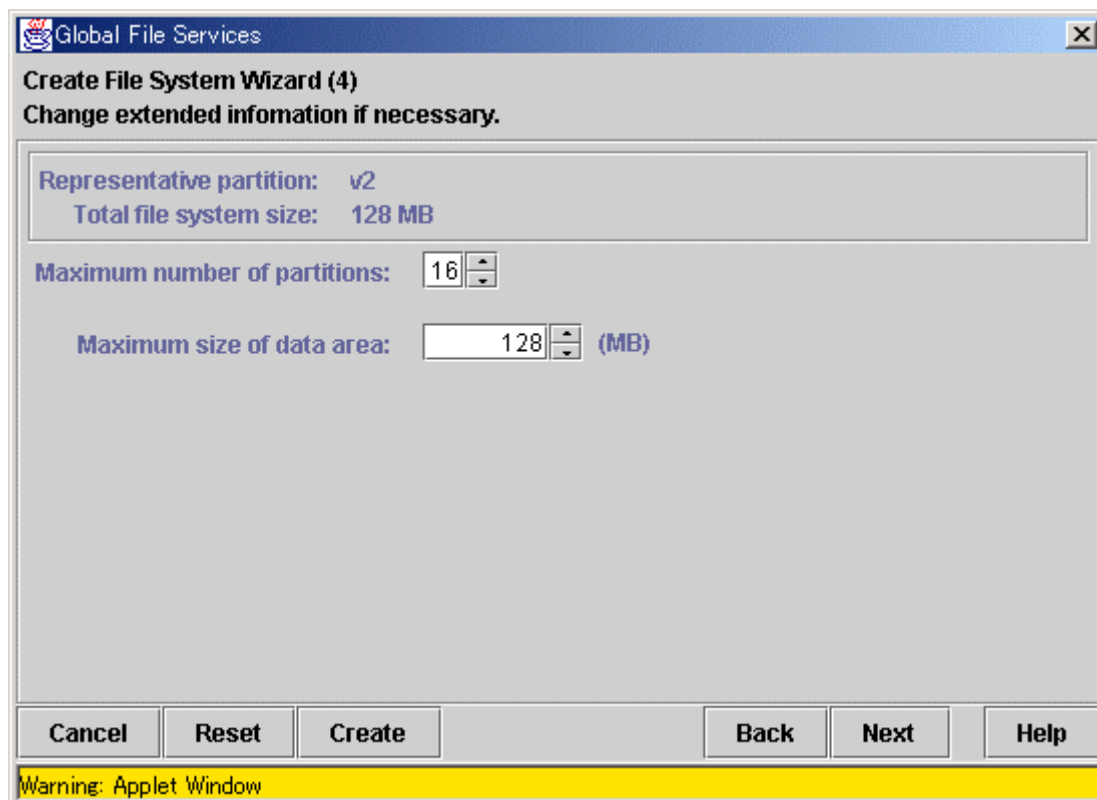 Global File Services
Create File System Wizard (4)
Change extended infomation if necessary.
Representative partition: v2
Total file system size: 128 MB
Maximum number of partitions: 16
Maximum size of data area: 128 (MB)
Cancel Reset Create Back Next Help
Warning: Applet Window